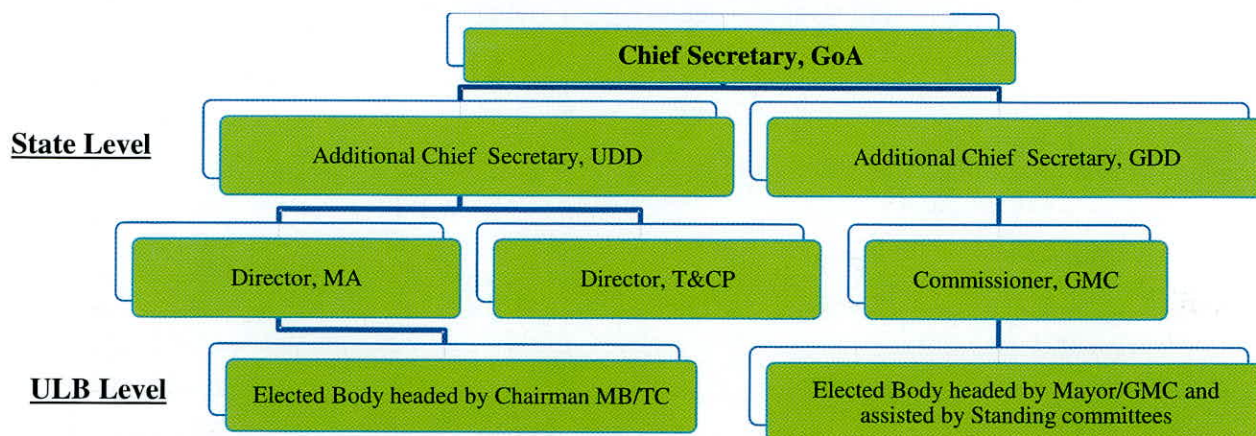 Chief Secretary, GoA
State Level
Additional Chief Secretary, UDD
Additional Chief Secretary, GDD
Director, MA
Director, T&CP
Commissioner, GMC
ULB Level
Elected Body headed by Chairman MB/TC
Elected Body headed by Mayor/GMC and
assisted by Standing committees